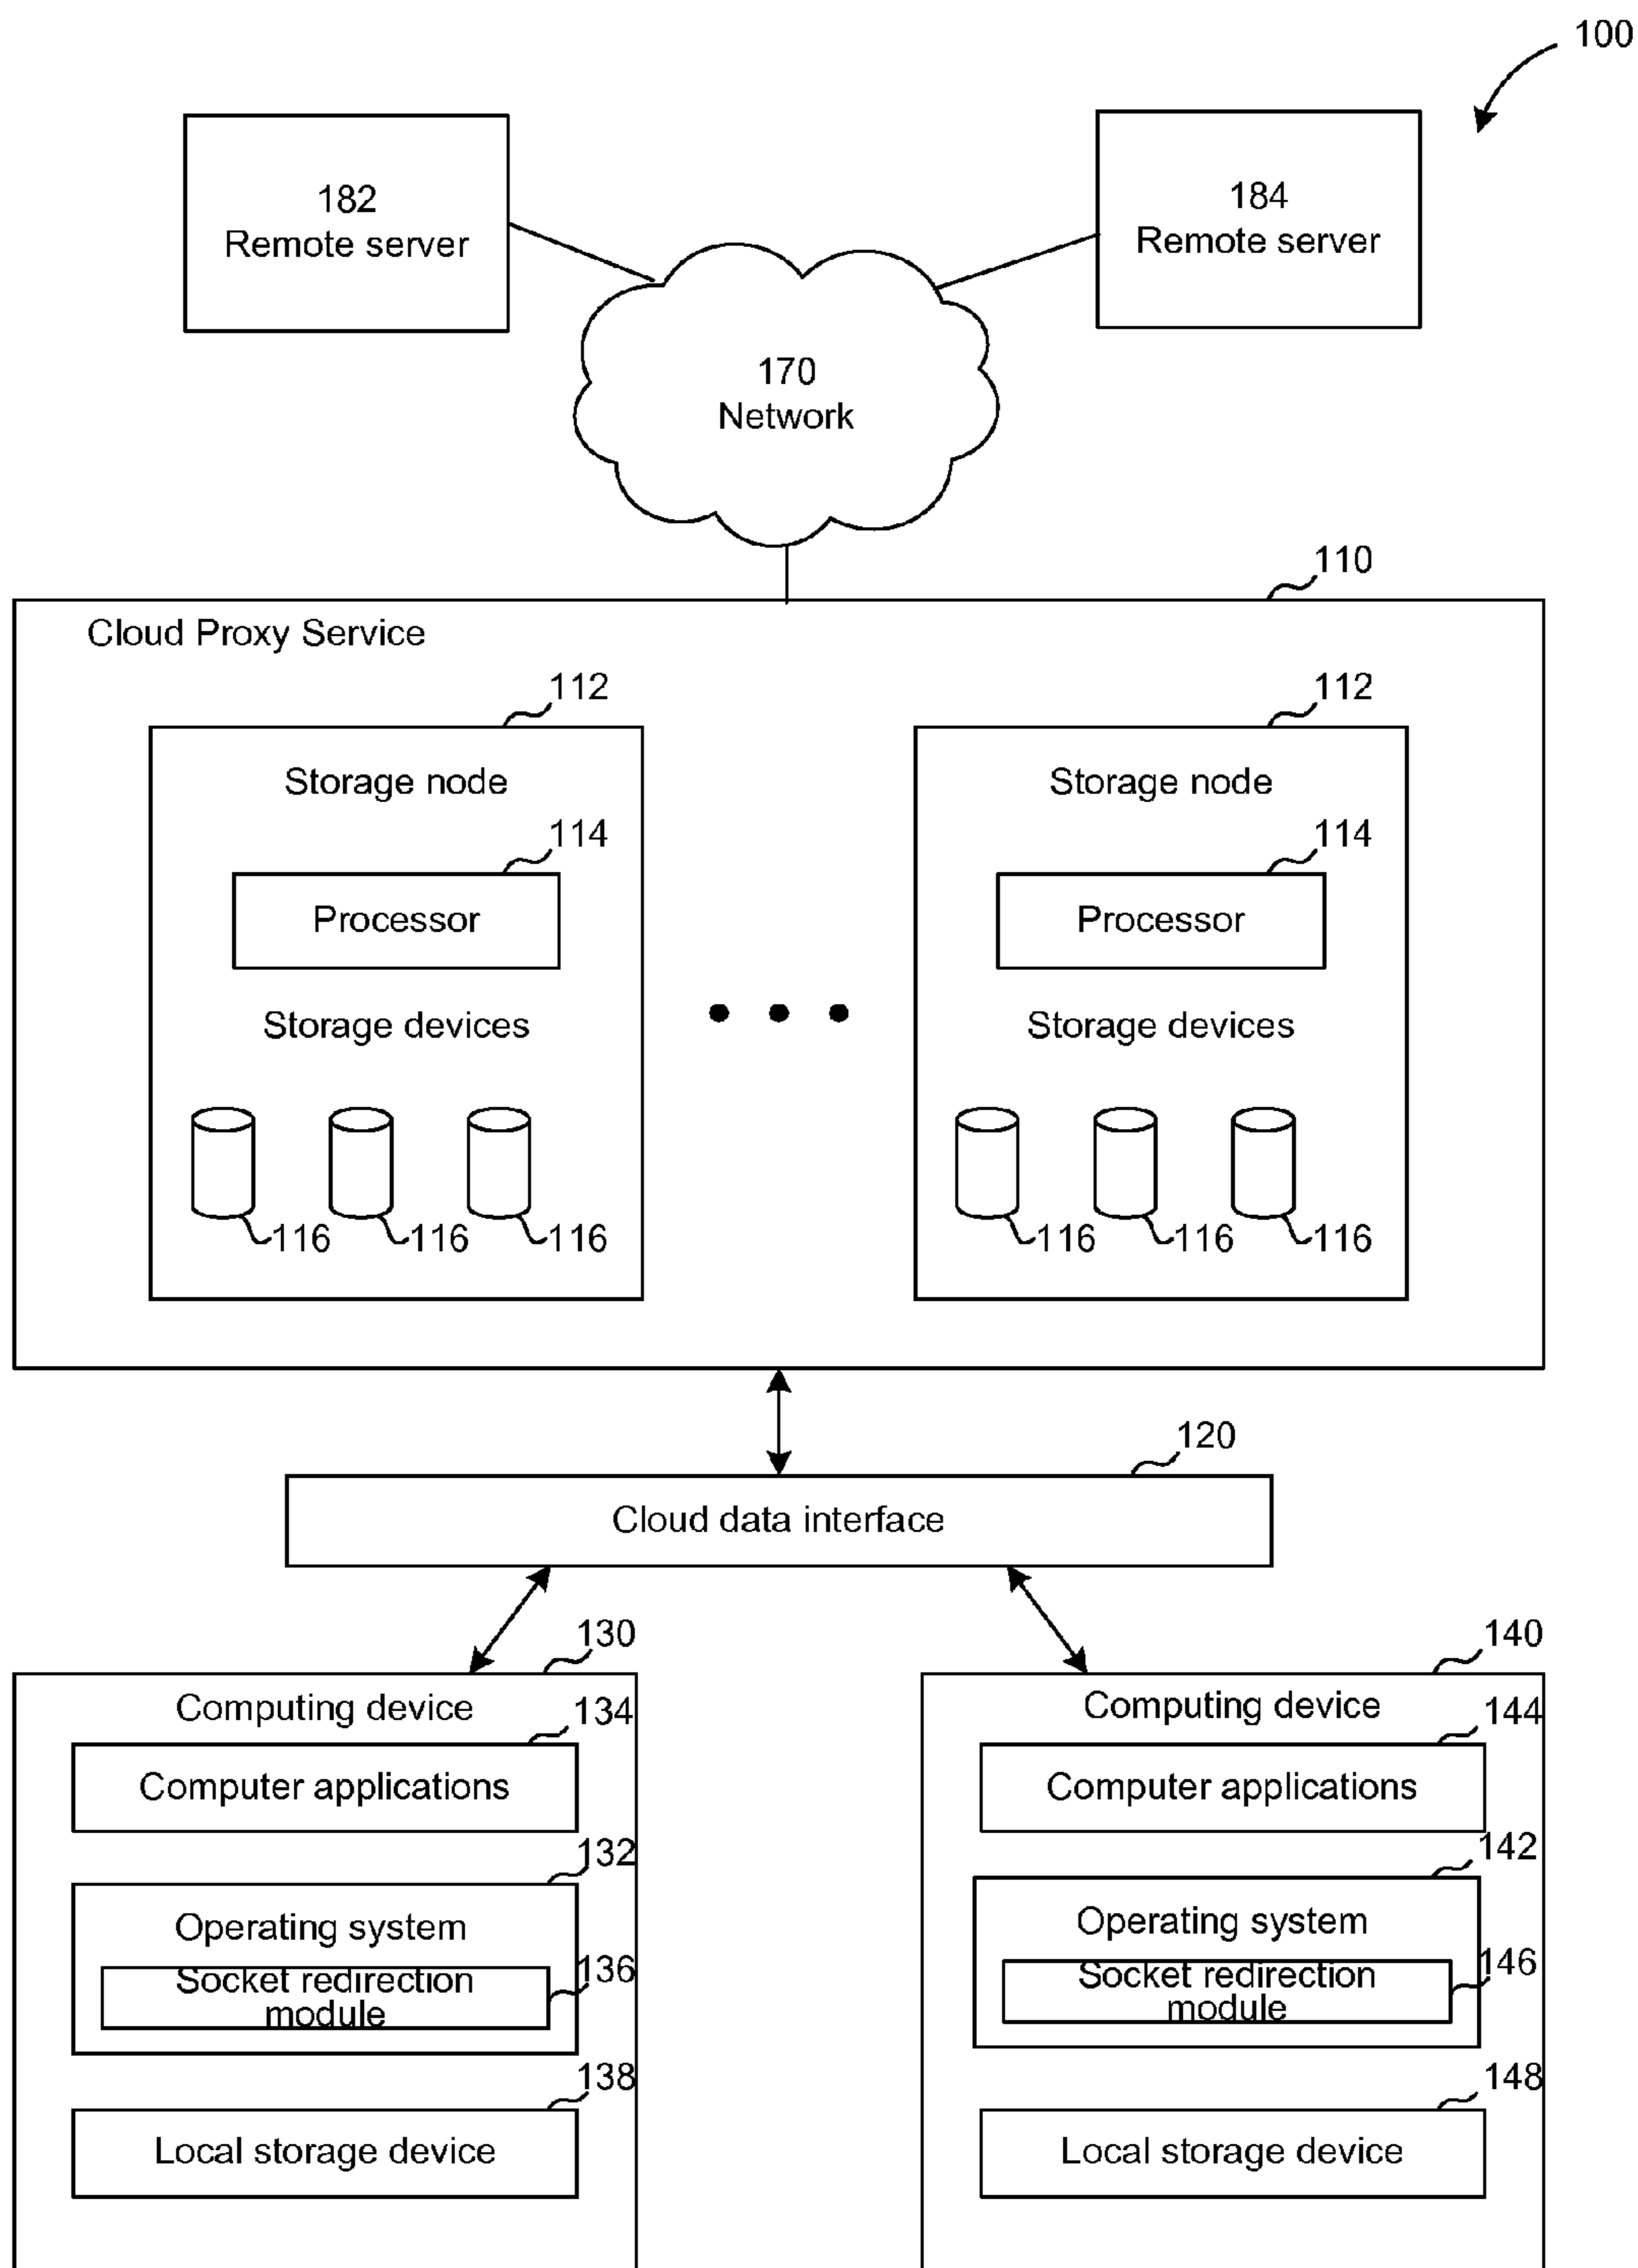 100
182
Remote server
184
Remote server
170
Network
110
Cloud Proxy Service
112
112
Storage node
Storage node
114
114
Processor
Processor
Storage devices
Storage devices
116
116
116
116
116
116
120
Cloud data interface
130
140
Computing device
Computing device
134
144
Computer applications
Computer applications
132
142
Operating system
Operating system
136
146
Socket redirection
module
Socket redirection
module
138
148
Local storage device
Local storage device